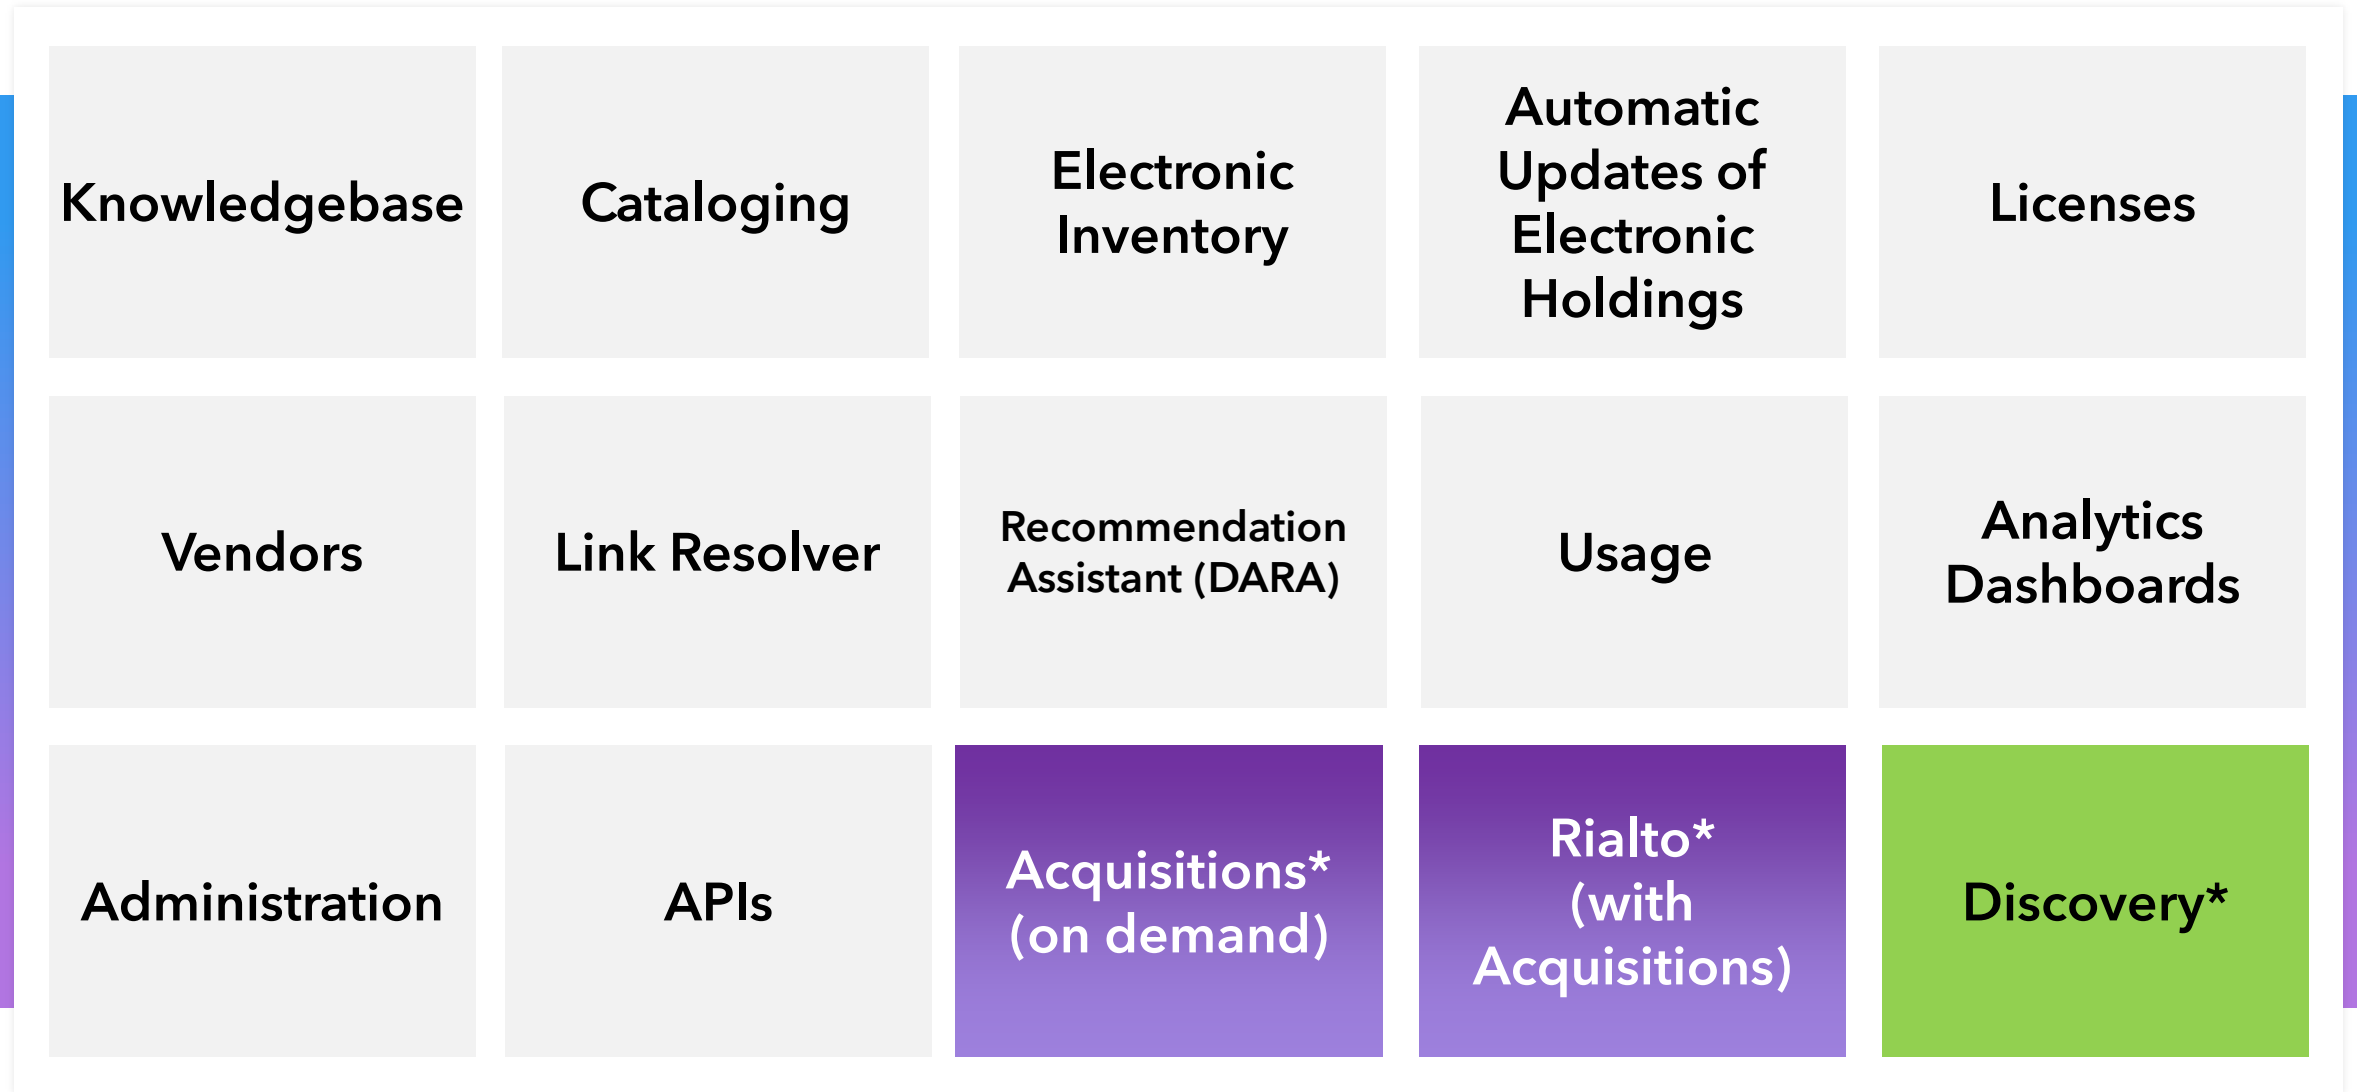 Knowledgebase
Cataloging
Electronic
Inventory
Automatic
Updates of
Electronic
Holdings
Licenses
Vendors
Link Resolver
Recommendation
Assistant (DARA)
Usage
Analytics
Dashboards
Administration
APIs
Acquisitions*
(on demand)
Rialto*
(with
Acquisitions)
Discovery*